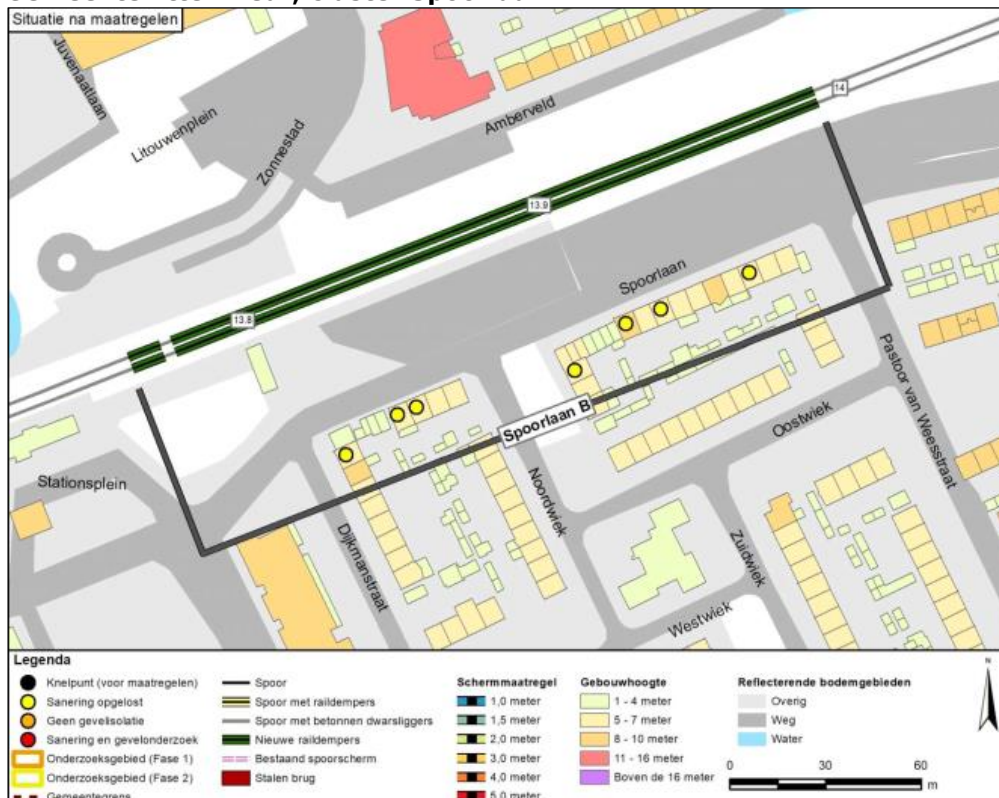 Situatie na maatregelen
Juvenaatlaan
Litouwenplein
Zonnestad
Amberveld
14
13.9
13.8
Spoorlaan
Spoorlaan B
Stationsplein
Dijkmanstraat
Noordwiek
Oostwiek
Zuidwiek
Westwiek
Pastoor van Weesstraat
Legenda
Knelpunt (voor maatregelen)
Sanering opgelost
Geen gevelisolatie
Sanering en gevelonderzoek
Onderzoeksgebied (Fase 1)
Onderzoeksgebied (Fase 2)
Gemeentegrens
Spoor
Spoor met raildempers
Spoor met betonnen dwarsliggers
Nieuwe raildempers
Bestaand spoorscherm
Stalen brug
Schermmaatregel
1,0 meter
1,5 meter
2,0 meter
3,0 meter
4,0 meter
5,0 meter
Gebouwhoogte
1 - 4 meter
5 - 7 meter
8 - 10 meter
11 - 16 meter
Boven de 16 meter
Reflecterende bodemgebieden
Overig
Weg
Water
N
0 30 60
m